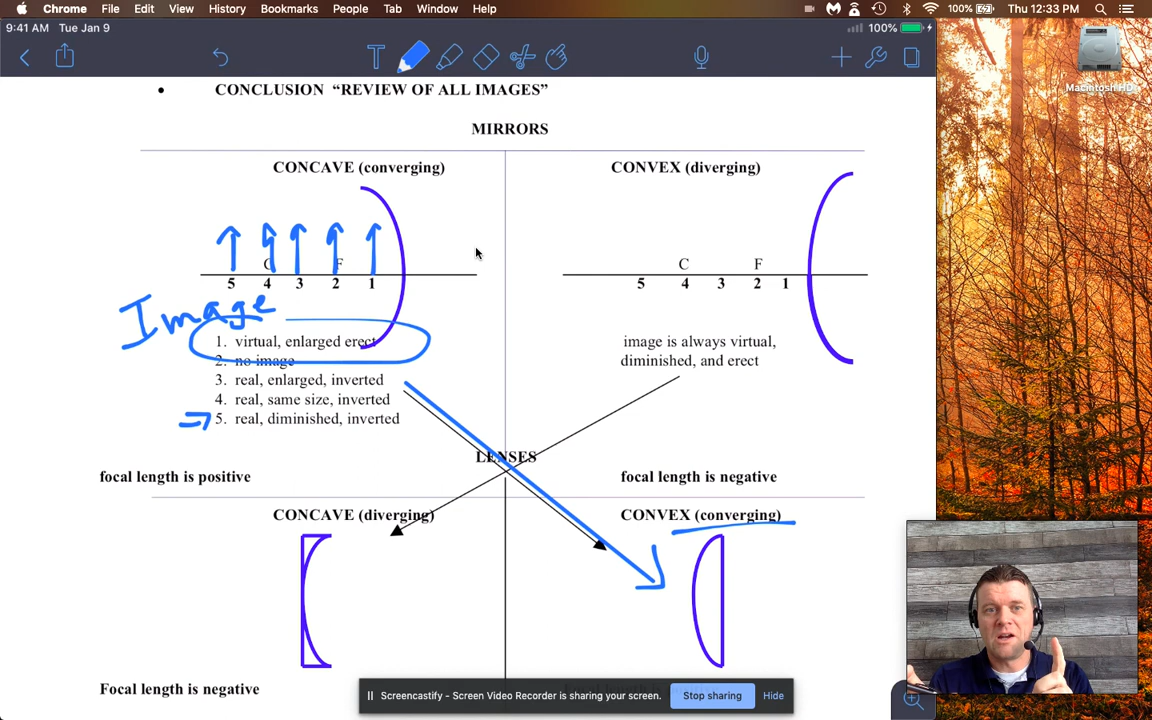 Chrome File Edit View History Bookmarks People Tab Window Help 100% Thu 12:33 PM
9:41 AM Tue Jan 9 100%
Macintosh HD
• CONCLUSION “REVIEW OF ALL IMAGES”
MIRRORS
CONCAVE (converging) CONVEX (diverging)
C F C F
5 4 3 2 1 5 4 3 2 1
Image
1. virtual, enlarged erect
2. no image
3. real, enlarged, inverted
4. real, same size, inverted
5. real, diminished, inverted
image is always virtual,
diminished, and erect
LENSES
focal length is positive focal length is negative
CONCAVE (diverging) CONVEX (converging)
Focal length is negative
Screencastify - Screen Video Recorder is sharing your screen. Stop sharing Hide